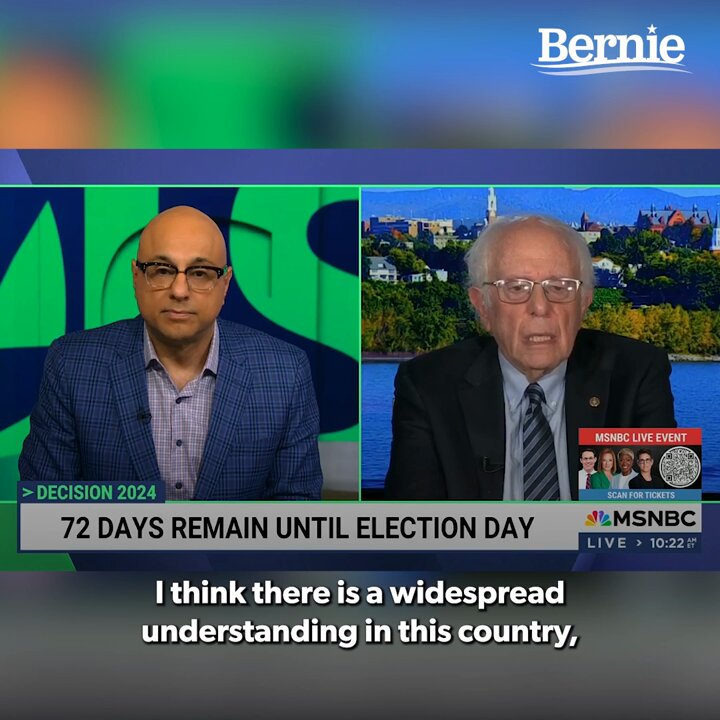 Bernie
MSNBC LIVE EVENT
SCAN FOR TICKETS
> DECISION 2024
72 DAYS REMAIN UNTIL ELECTION DAY
MSNBC
LIVE > 10:22 AM ET
I think there is a widespread
understanding in this country,